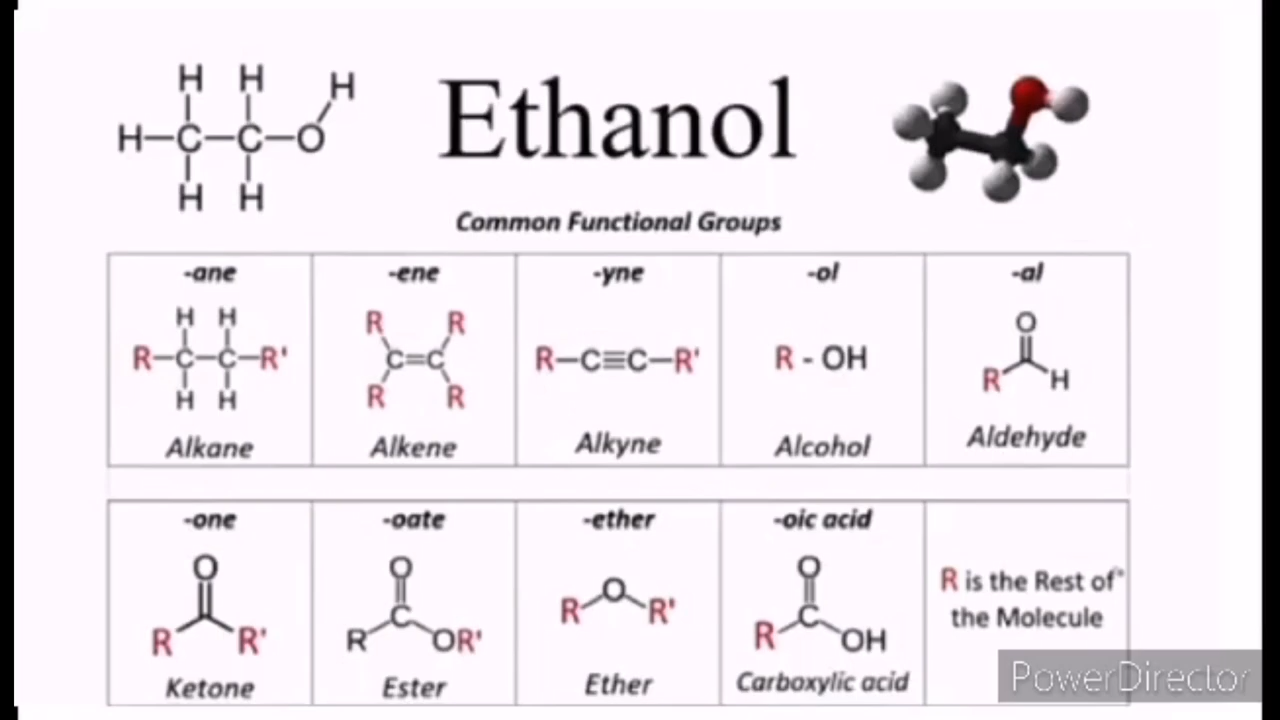 H H H
H-C-C-O
H H
Ethanol
Common Functional Groups
-ane -ene -yne -ol -al
H H
R-C-C-R'
H H
Alkane
R R
C=C
R R
Alkene
R-C≡C-R'
Alkyne
R - OH
Alcohol
O
R H
Aldehyde
-one -oate -ether -oic acid
O
R R'
Ketone
O
C
R OR'
Ester
O
R R'
Ether
O
C
R OH
Carboxylic acid
R is the Rest of
the Molecule
PowerDirector